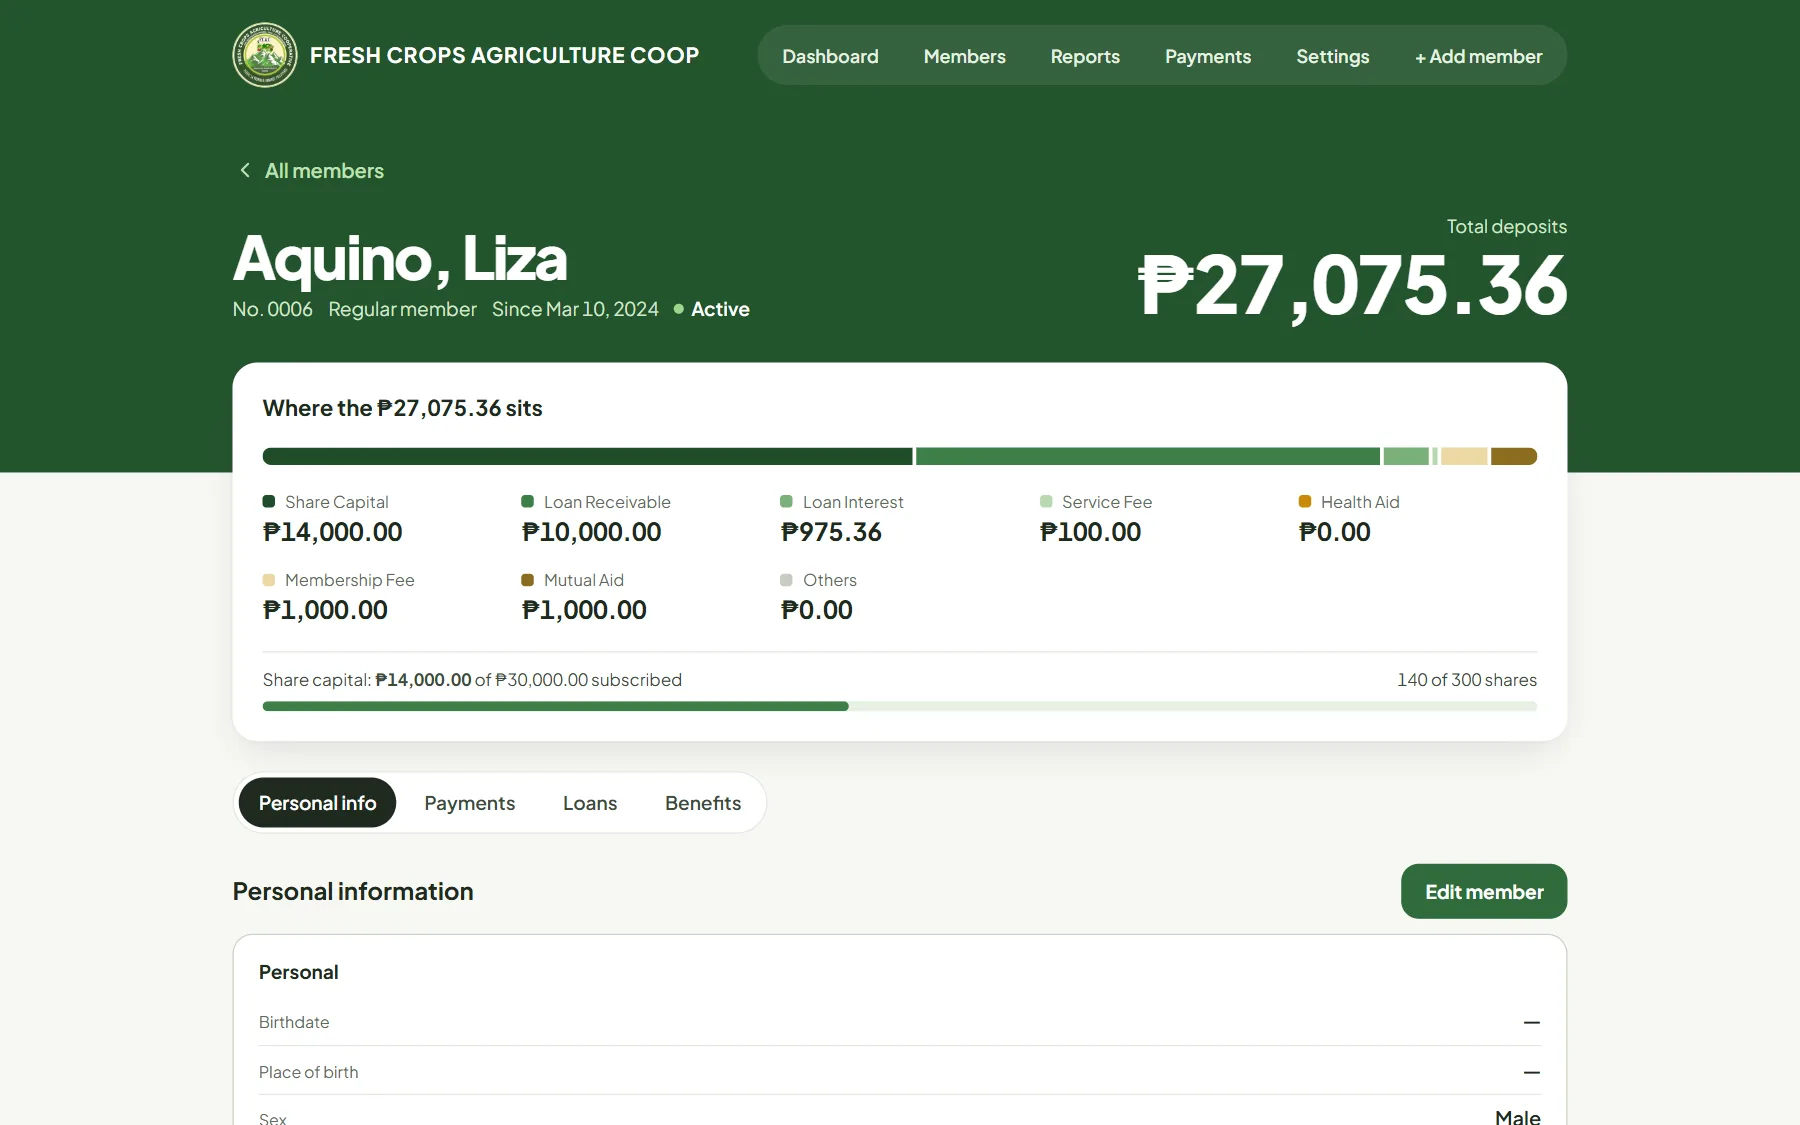 FRESH CROPS AGRICULTURE COOP
Dashboard Members Reports Payments Settings + Add member
All members
Total deposits
Aquino, Liza
₱27,075.36
No. 0006 Regular member Since Mar 10, 2024 Active
Where the ₱27,075.36 sits
Share Capital Loan Receivable Loan Interest Service Fee Health Aid
₱14,000.00 ₱10,000.00 ₱975.36 ₱100.00 ₱0.00
Membership Fee Mutual Aid Others
₱1,000.00 ₱1,000.00 ₱0.00
Share capital: ₱14,000.00 of ₱30,000.00 subscribed 140 of 300 shares
Personal info Payments Loans Benefits
Personal information Edit member
Personal
Birthdate —
Place of birth —
Sex Male